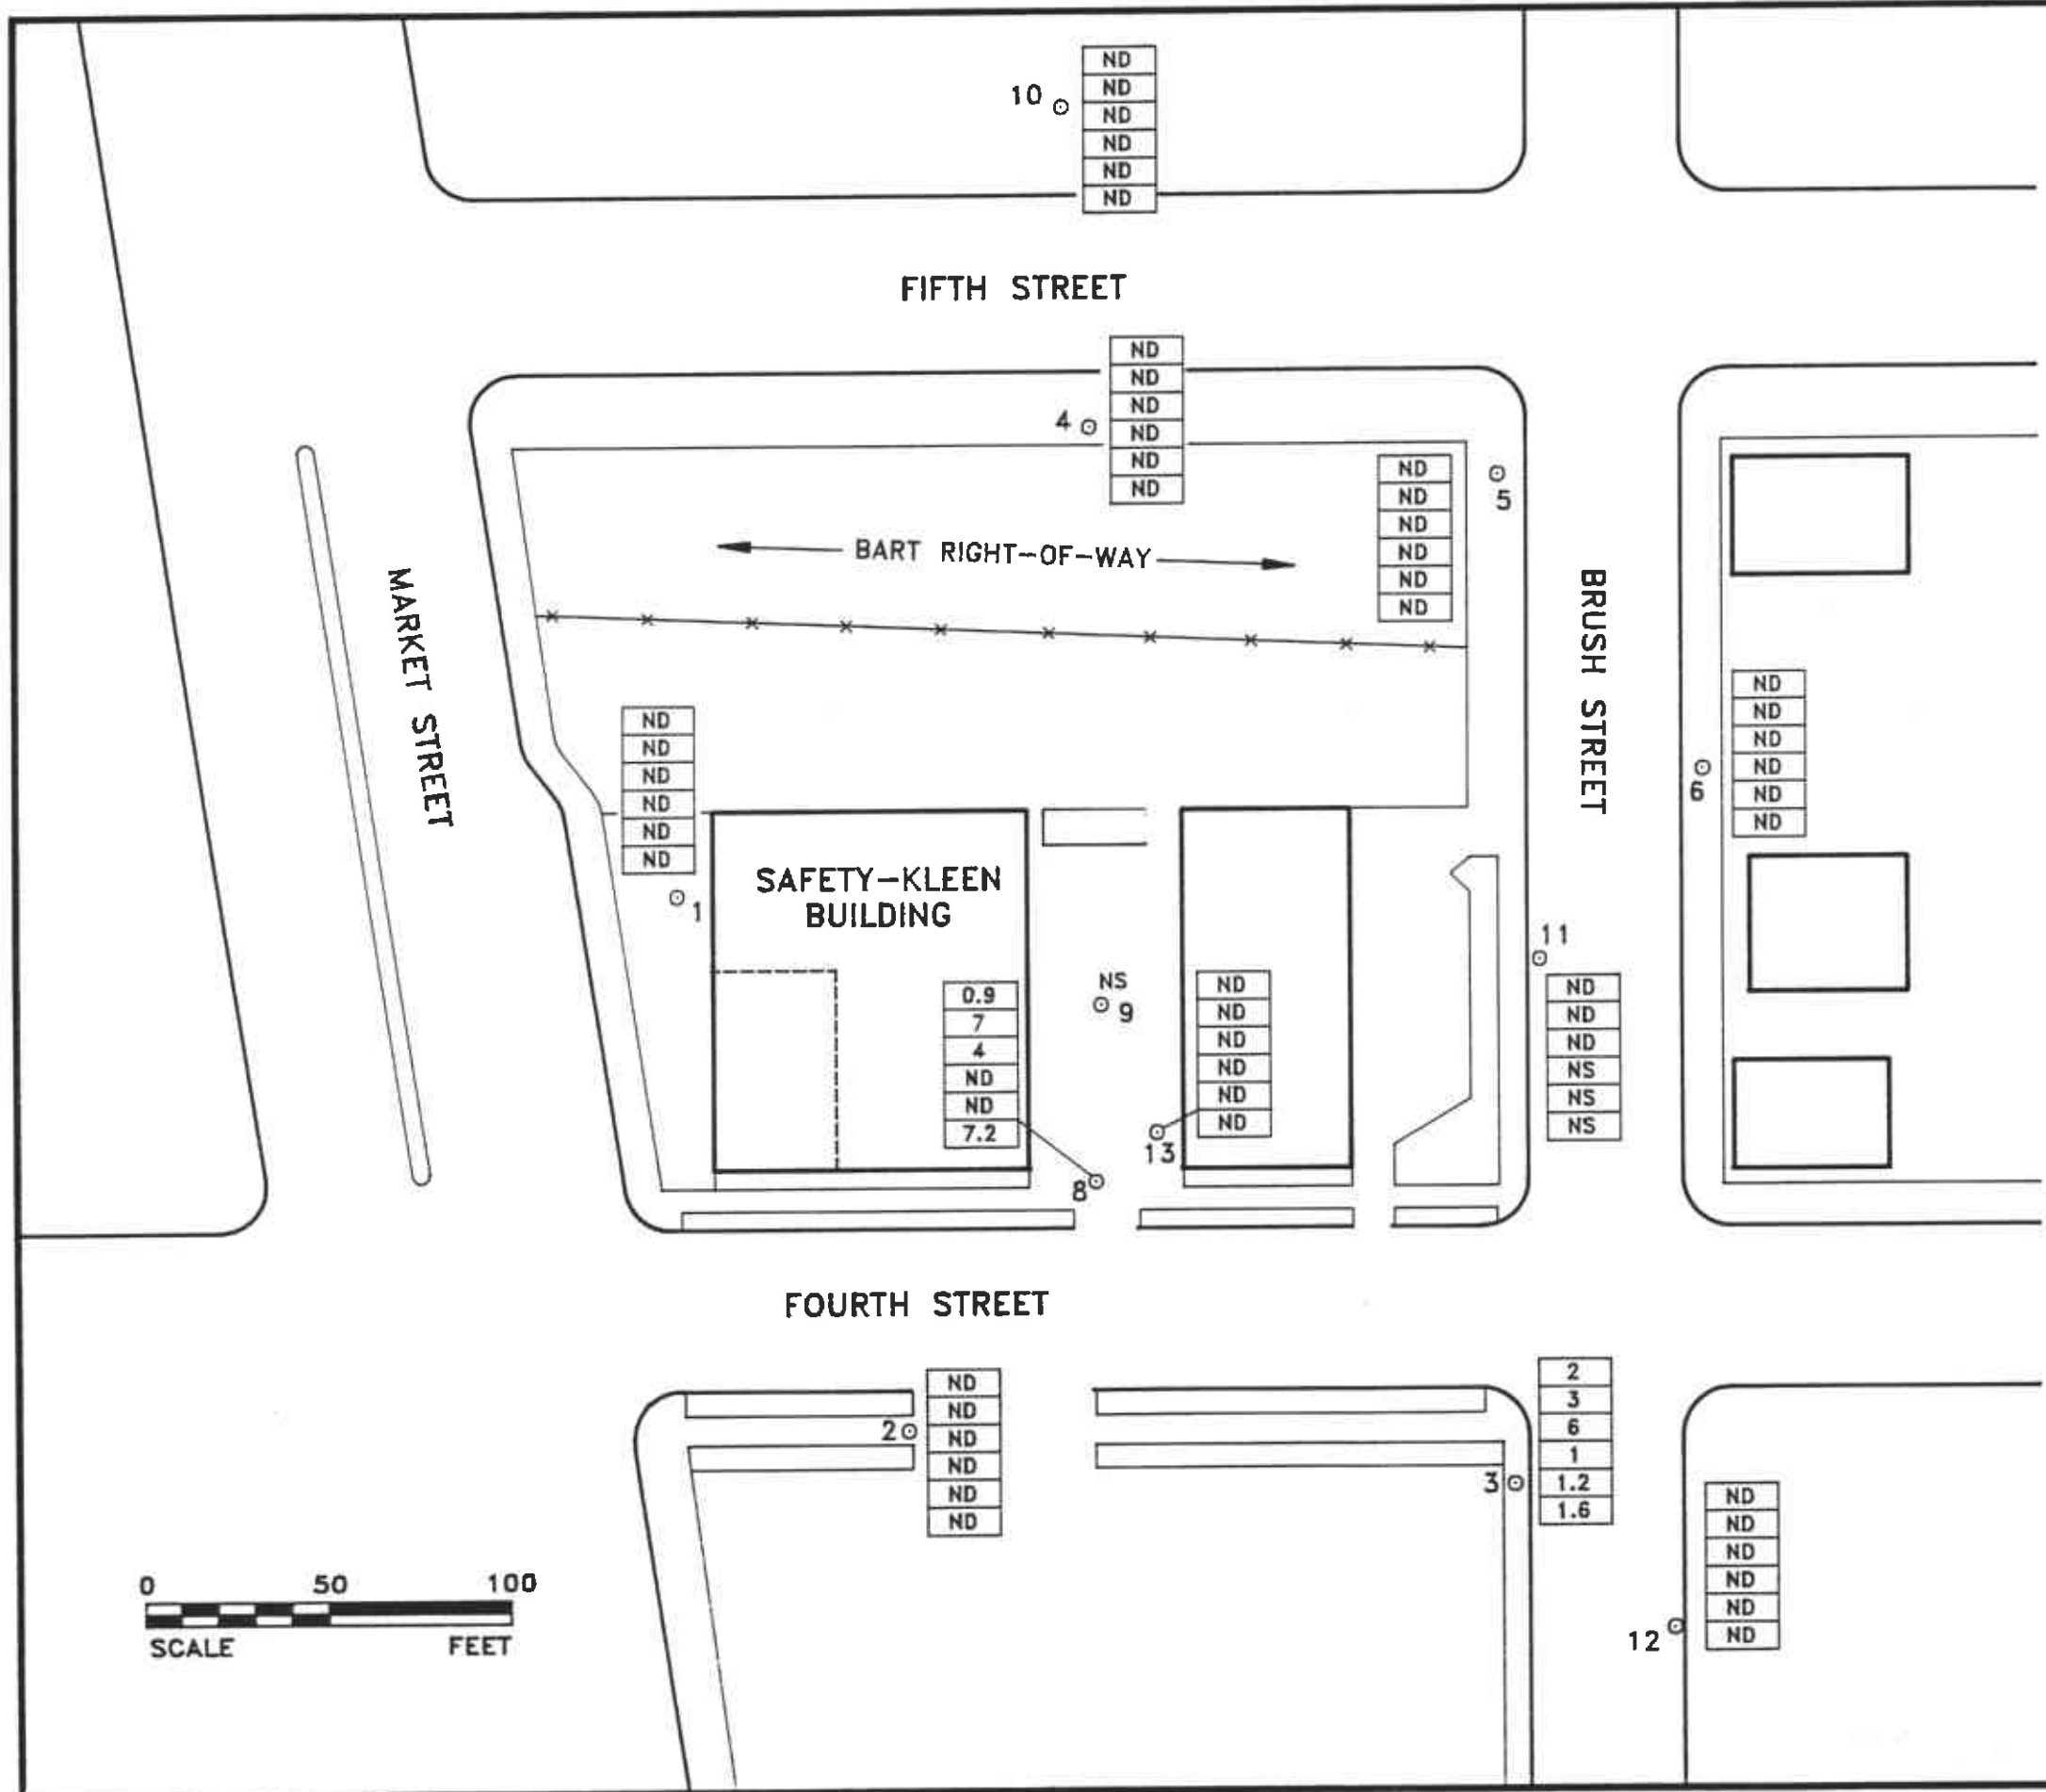 10
ND
ND
ND
ND
ND
ND
FIFTH STREET
4
ND
ND
ND
ND
ND
ND
ND
ND
ND
ND
ND
ND
5
BART RIGHT-OF-WAY
MARKET STREET
BRUSH STREET
ND
ND
ND
ND
ND
ND
1
ND
ND
ND
ND
ND
ND
6
SAFETY-KLEEN
BUILDING
0.9
7
4
ND
ND
7.2
8
NS
9
ND
ND
ND
ND
ND
ND
13
11
ND
ND
ND
NS
NS
NS
FOURTH STREET
2
ND
ND
ND
ND
ND
ND
2
3
6
1
1.2
1.6
3
ND
ND
ND
ND
ND
ND
12
0 50 100
SCALE FEET